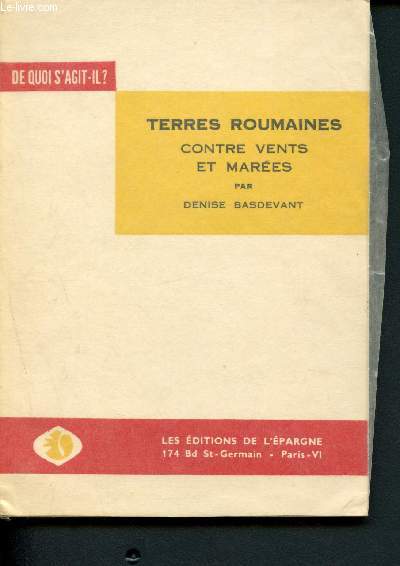 Le-livre.com
DE QUOI S'AGIT-IL?
TERRES ROUMAINES
CONTRE VENTS
ET MARÉES
PAR
DENISE BASDEVANT
LES ÉDITIONS DE L'ÉPARGNE
174 Bd St-Germain - Paris-VI